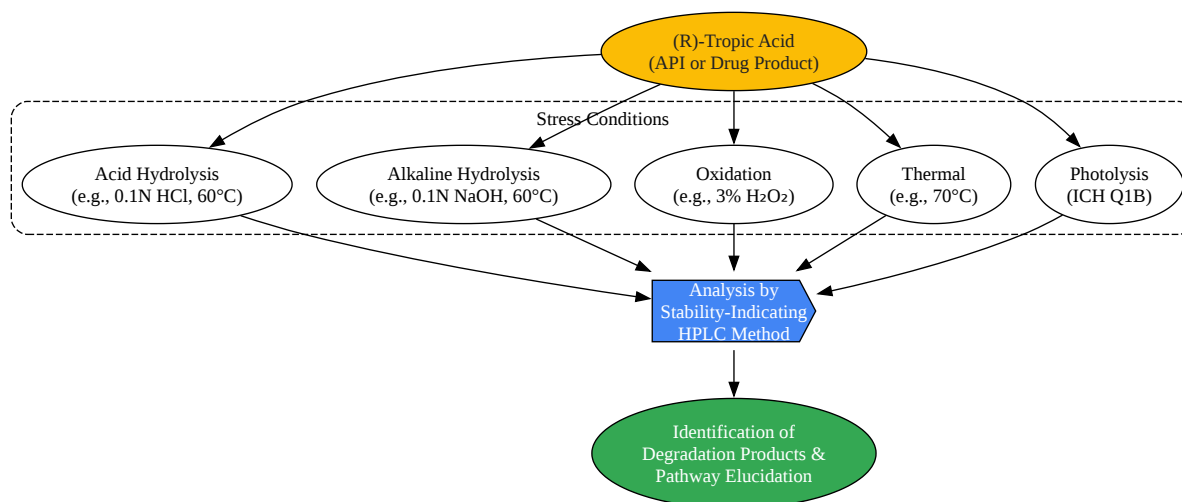 (R)-Tropic Acid
(API or Drug Product)
Stress Conditions
Acid Hydrolysis
(e.g., 0.1N HCl, 60°C)
Alkaline Hydrolysis
(e.g., 0.1N NaOH, 60°C)
Oxidation
(e.g., 3% H₂O₂)
Thermal
(e.g., 70°C)
Photolysis
(ICH Q1B)
Analysis by
Stability-Indicating
HPLC Method
Identification of
Degradation Products &
Pathway Elucidation